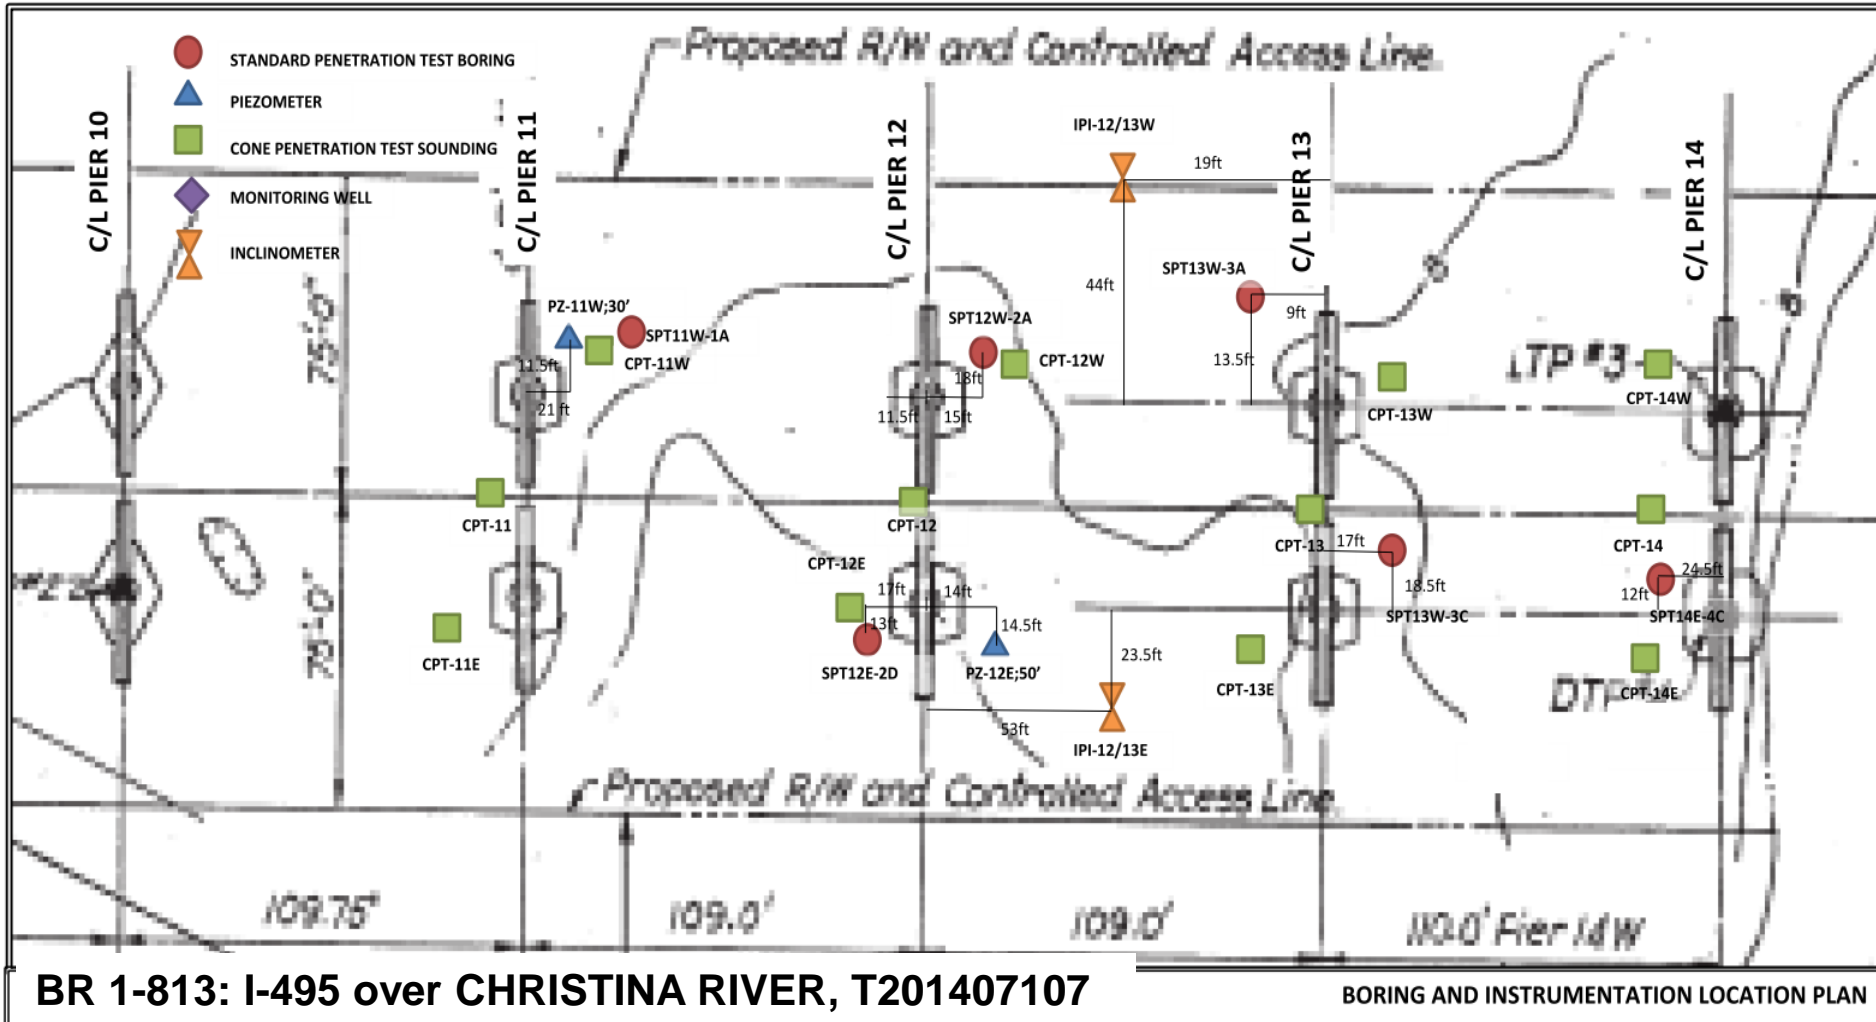 Proposed R/W and Controlled Access Line.
STANDARD PENETRATION TEST BORING
PIEZOMETER
CONE PENETRATION TEST SOUNDING
MONITORING WELL
INCLINOMETER
C/L PIER 10
C/L PIER 11
C/L PIER 12
C/L PIER 13
C/L PIER 14
IPI-12/13W
19ft
44ft
SPT13W-3A
9ft
13.5ft
75'-0"
PZ-11W;30'
SPT11W-1A
CPT-11W
11.5ft
21 ft
SPT12W-2A
CPT-12W
18ft
11.5ft
15ft
CPT-13W
LTP #3
CPT-14W
CPT-11
CPT-12
CPT-13
17ft
CPT-14
CPT-12E
17ft
14ft
13ft
14.5ft
18.5ft
SPT13W-3C
24.5ft
12ft
SPT14E-4C
75'-0"
CPT-11E
SPT12E-2D
PZ-12E;50'
23.5ft
CPT-13E
DTP
CPT-14E
53ft
IPI-12/13E
Proposed R/W and Controlled Access Line
109.75'
109.0'
109.0'
110.0' Pier 14W
BR 1-813: I-495 over CHRISTINA RIVER, T201407107
BORING AND INSTRUMENTATION LOCATION PLAN